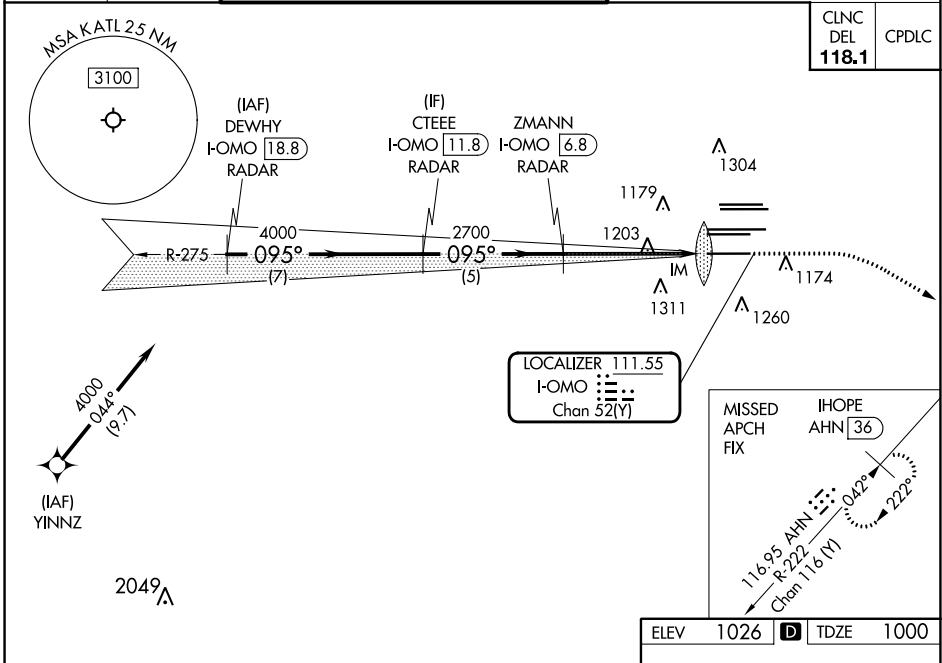 CLNC
DEL
118.1
CPDLC
MSA KATL 25 NM
3100
(IAF)
DEWHY
I-OMO 18.8
RADAR
(IF)
CTEEE
I-OMO 11.8
RADAR
ZMANN
I-OMO 6.8
RADAR
1304
1179
1203
4000
2700
R-275
095°
095°
(7)
(5)
IM
1174
1311
1260
LOCALIZER 111.55
I-OMO
Chan 52(Y)
4000
044°
(9.7)
(IAF)
YINNZ
2049
MISSED
APCH
FIX
IHOPE
AHN 36
042°
222°
116.95 AHN
R-222
Chan 116 (Y)
ELEV 1026 D TDZE 1000